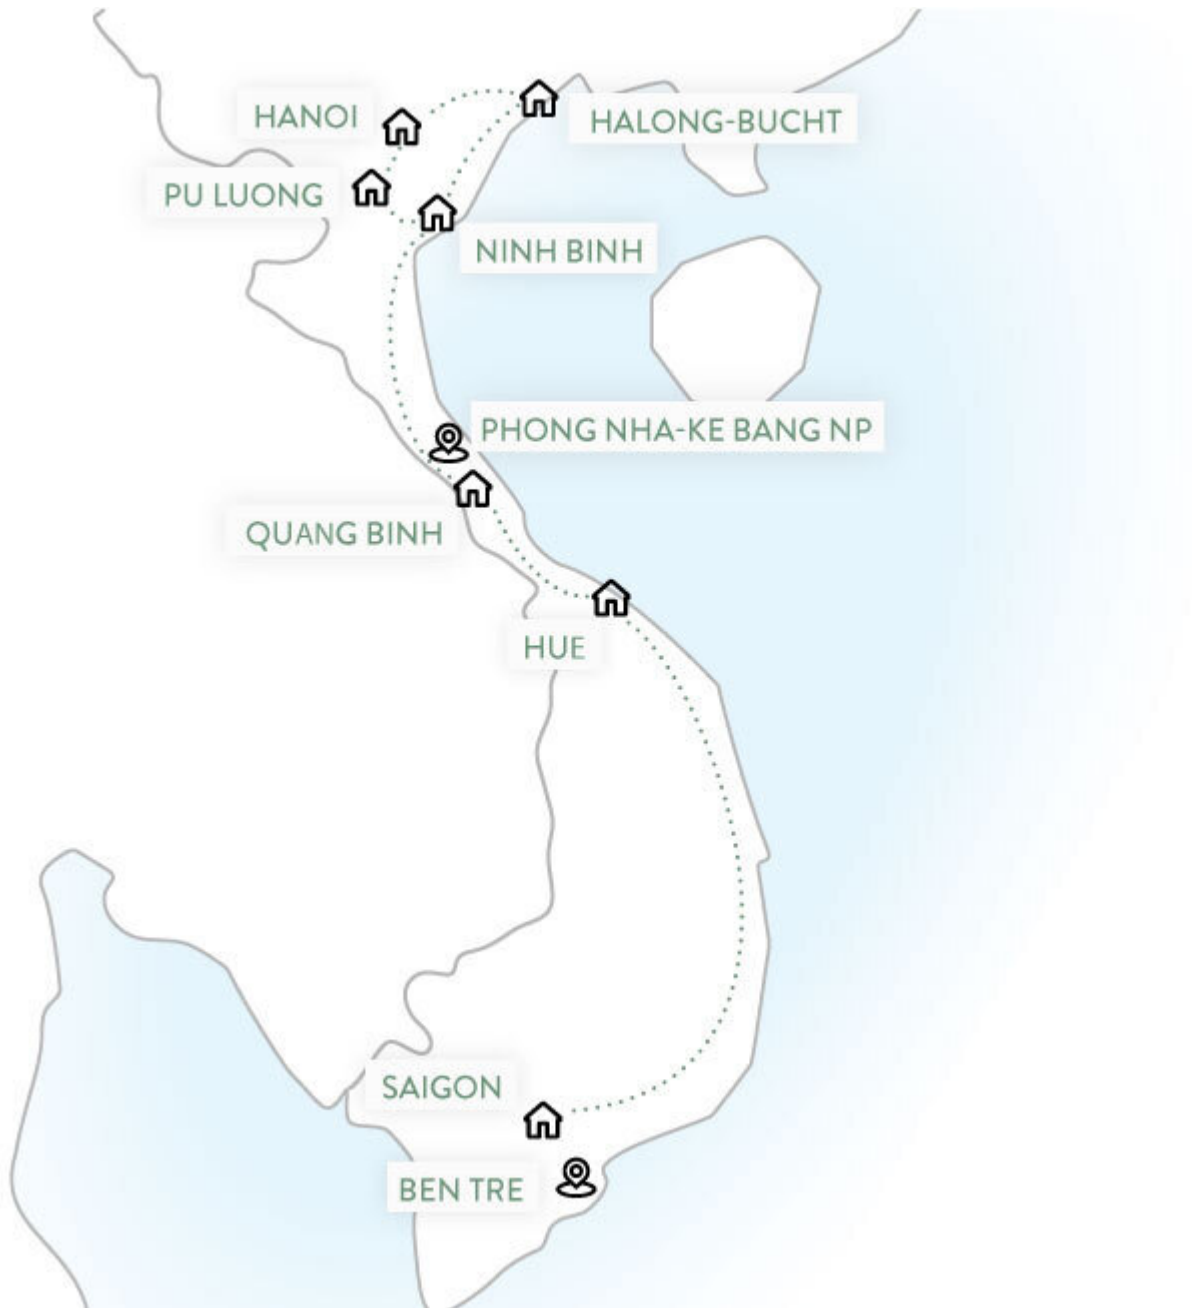 HANOI
HALONG-BUCHT
PU LUONG
NINH BINH
PHONG NHA-KE BANG NP
QUANG BINH
HUE
SAIGON
BEN TRE